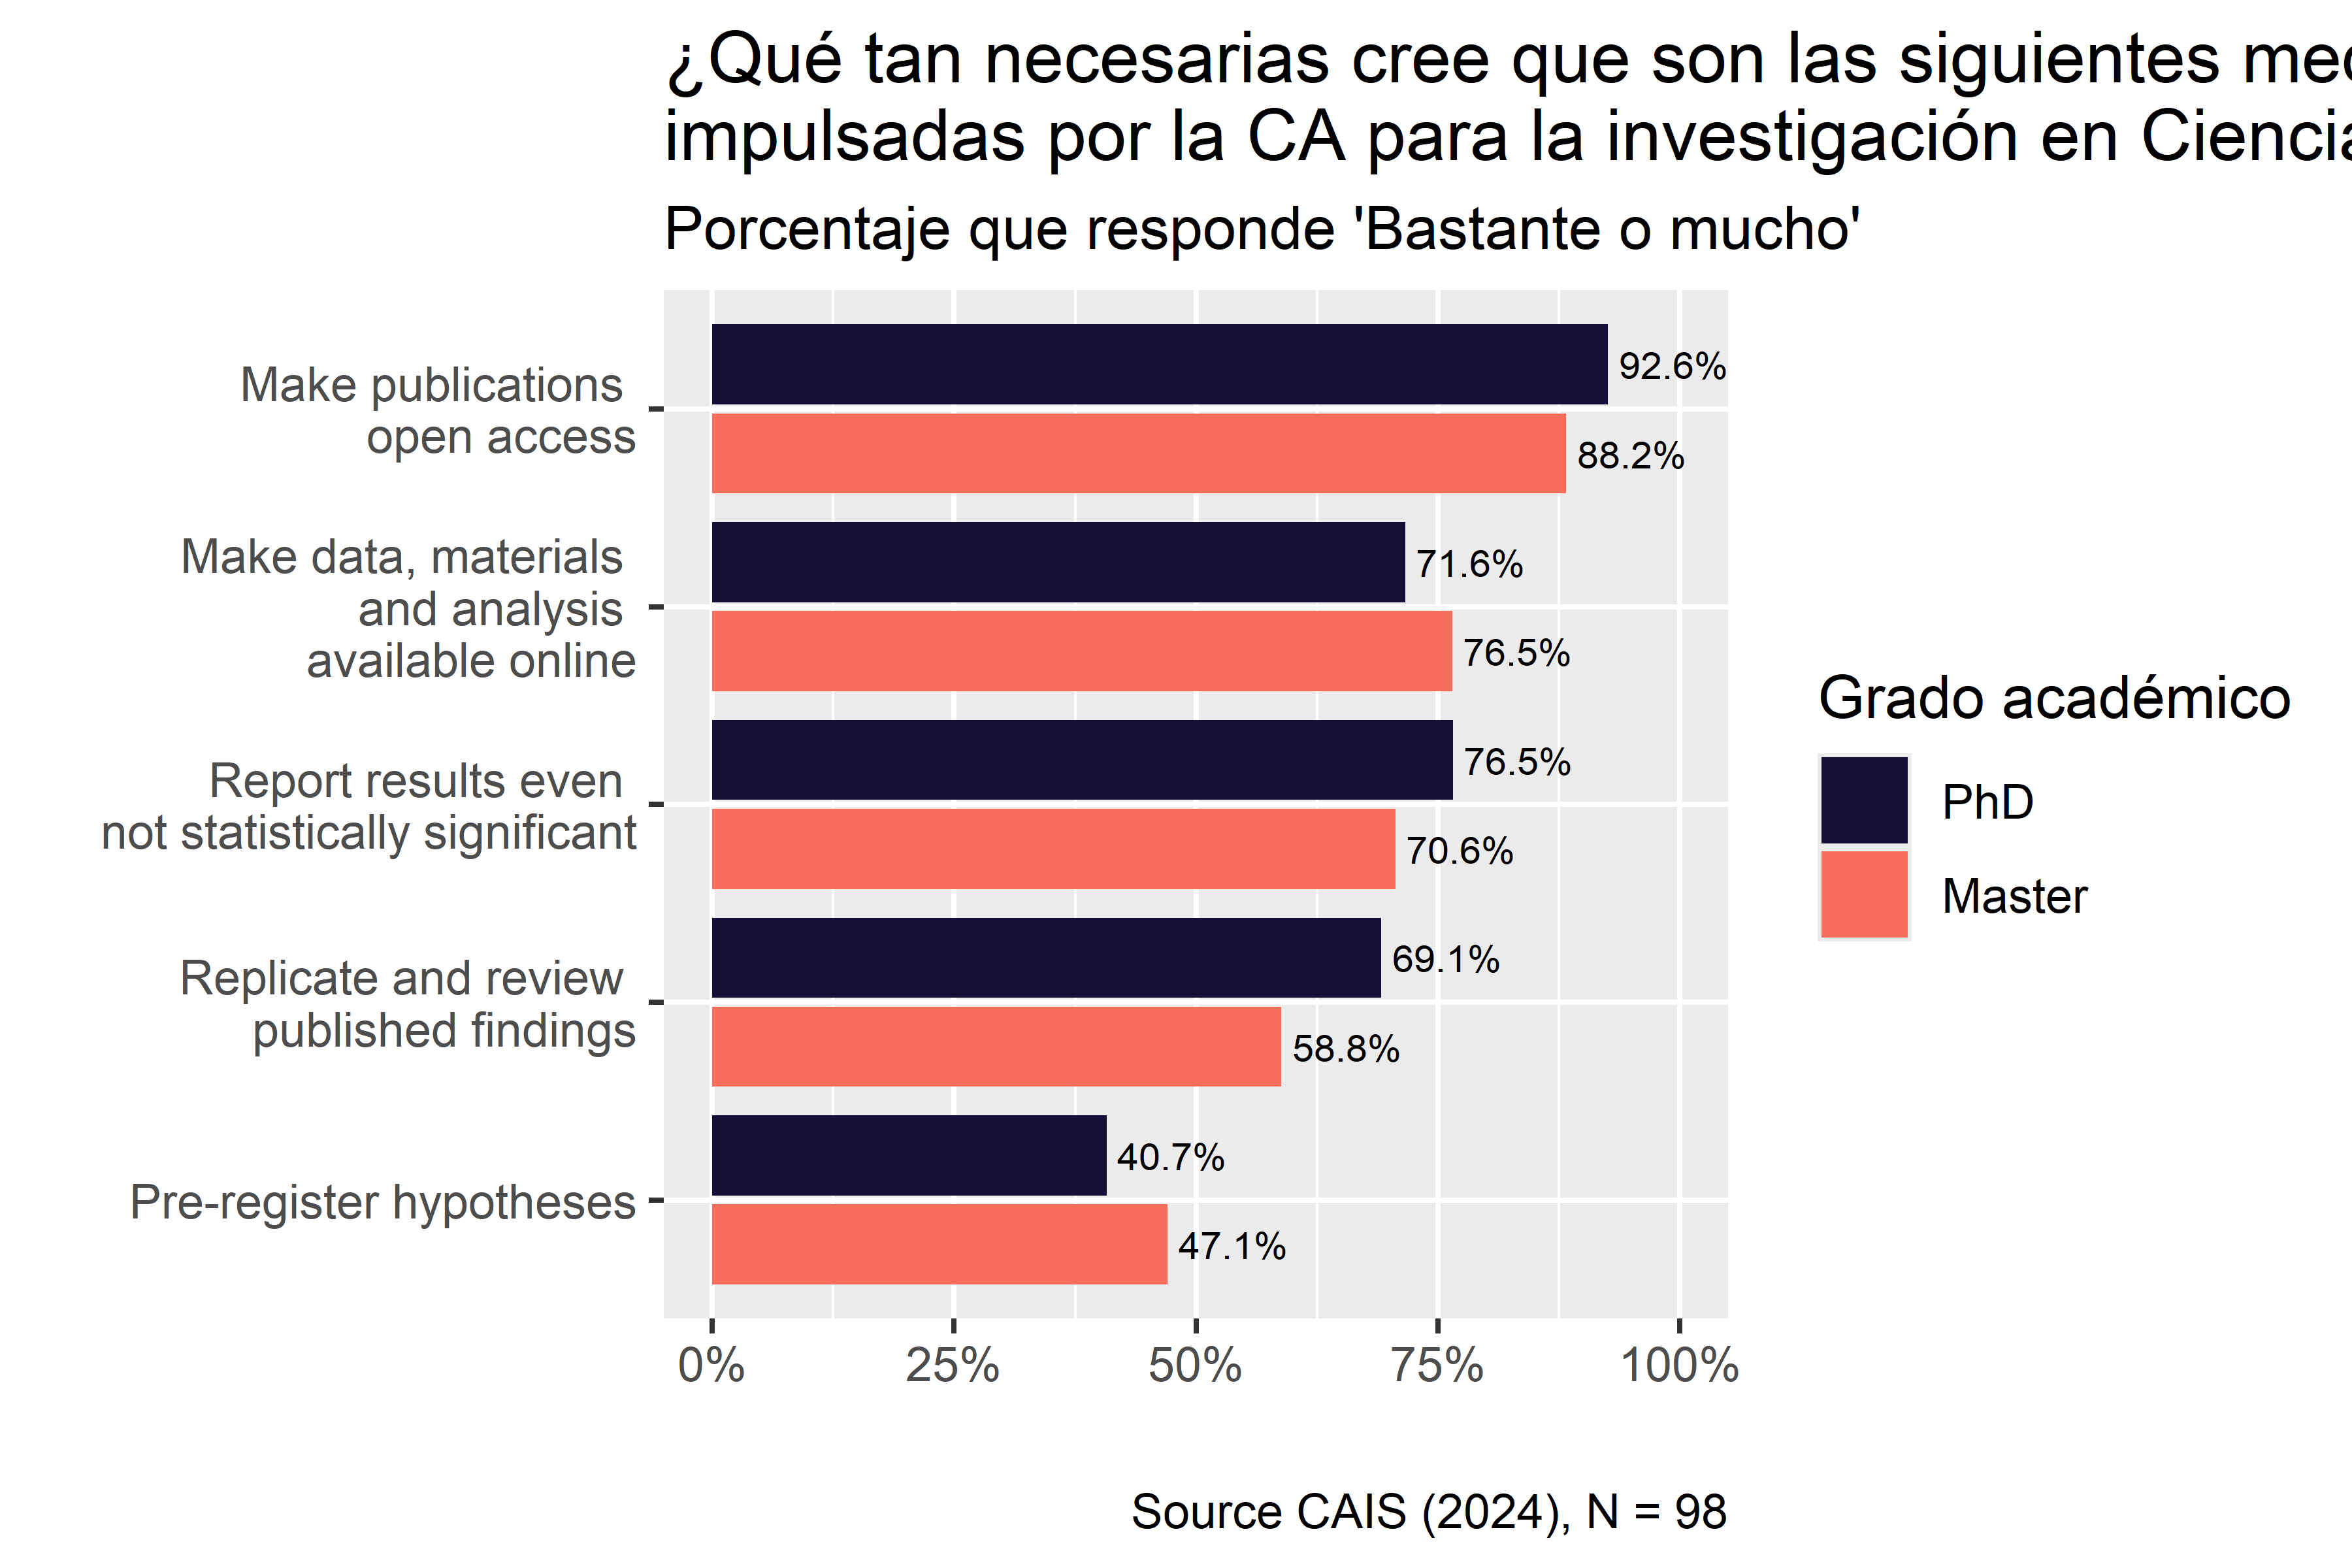 ¿Qué tan necesarias cree que son las siguientes
impulsadas por la CA para la investigación en
Porcentaje que responde 'Bastante o mucho'
Make publications
open access
92.6%
88.2%
Make data, materials
and analysis
available online
71.6%
76.5%
Report results even
not statistically significant
76.5%
70.6%
Replicate and review
published findings
69.1%
58.8%
Pre-register hypotheses
40.7%
47.1%
0% 25% 50% 75% 100%
Grado académico
PhD
Master
Source CAIS (2024), N = 98